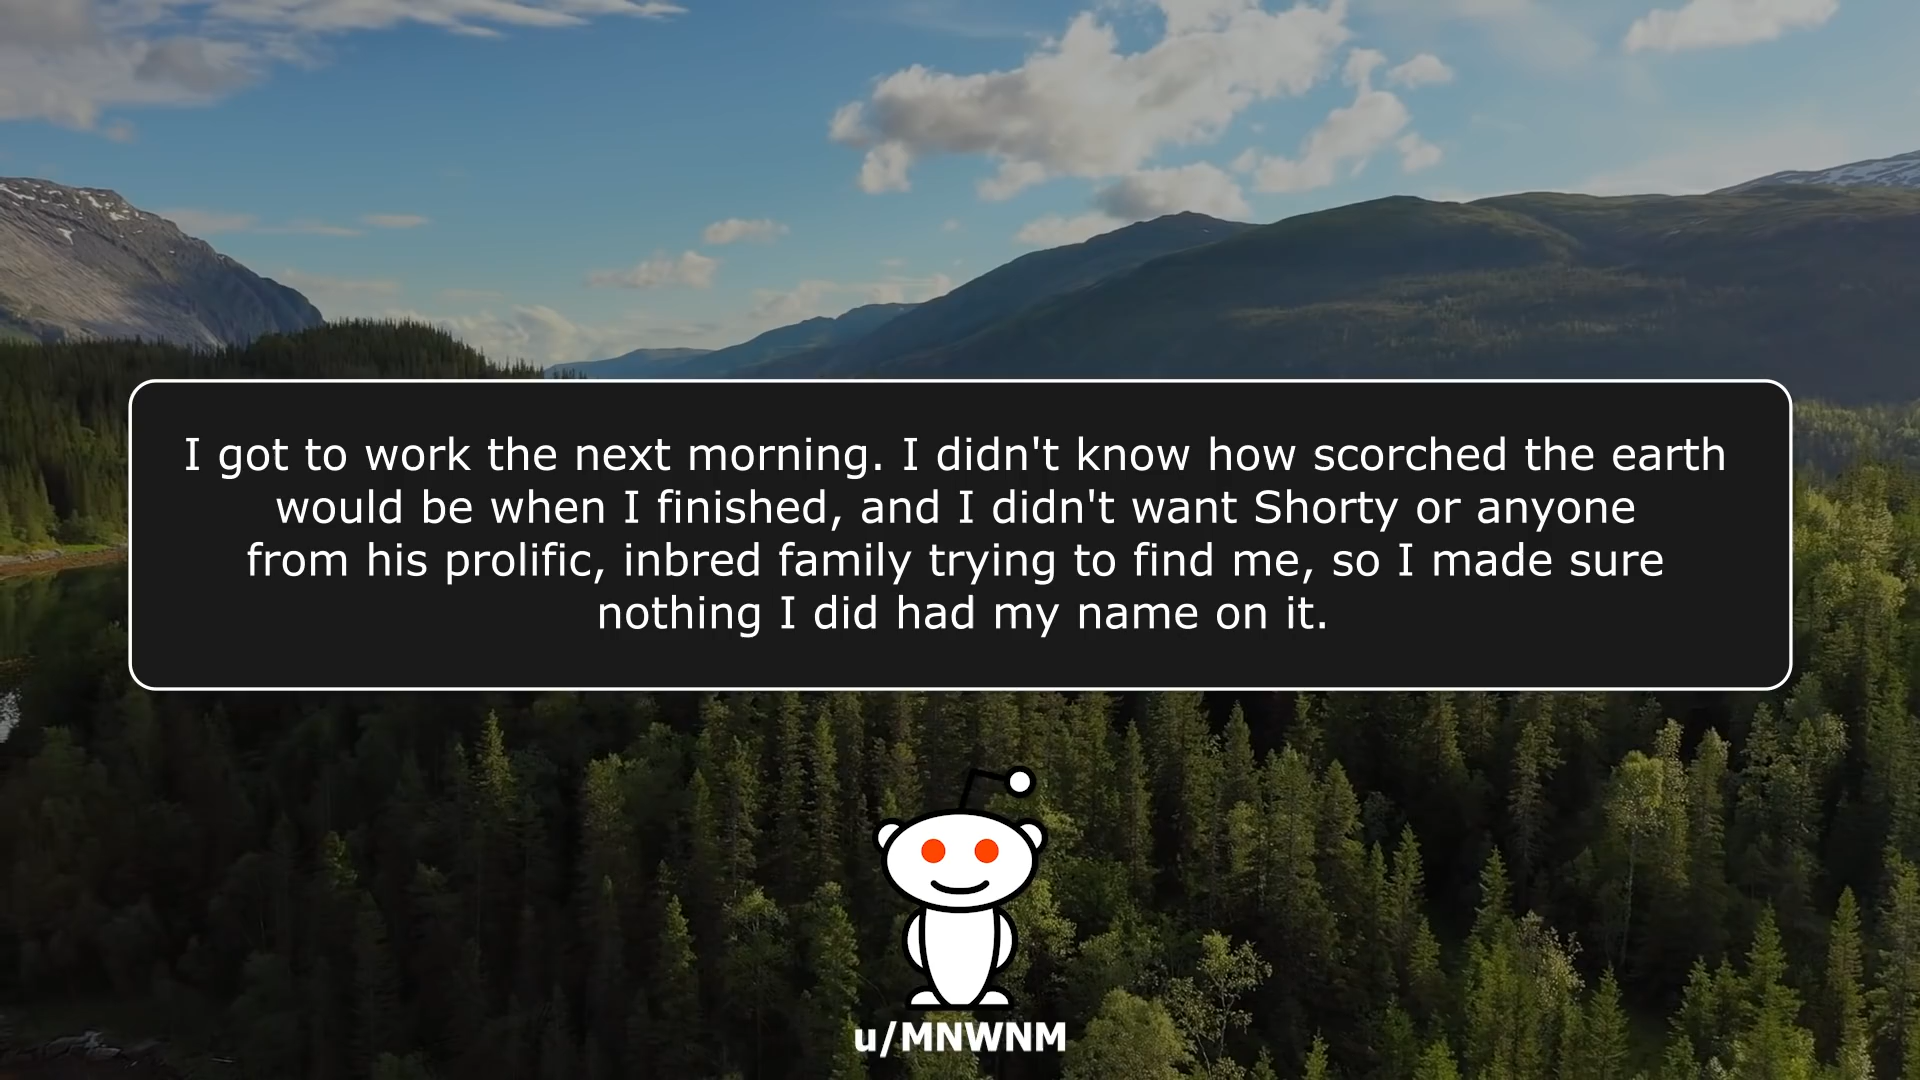 I got to work the next morning. I didn't know how scorched the earth
would be when I finished, and I didn't want Shorty or anyone
from his prolific, inbred family trying to find me, so I made sure
nothing I did had my name on it.
u/MNWNM